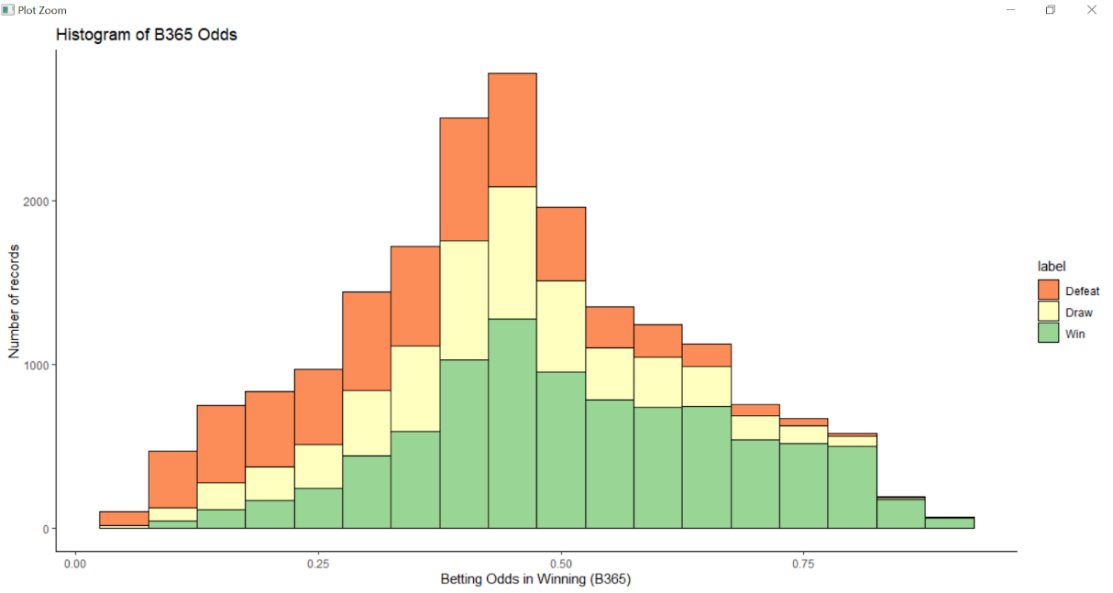 Plot Zoom
Histogram of B365 Odds
Number of records
2000
1000
0
0.00
0.25
0.50
0.75
Betting Odds in Winning (B365)
label
Defeat
Draw
Win